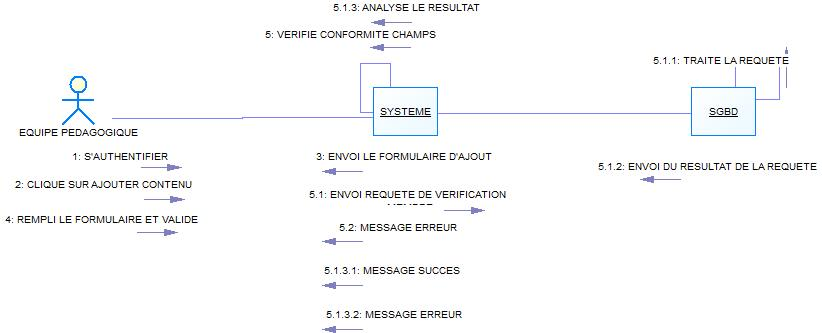 5.1.3: ANALYSE LE RESULTAT
5: VERIFIE CONFORMITE CHAMPS
5.1.1: TRAITE LA REQUETE
SYSTEME
SGBD
EQUIPE PEDAGOGIQUE
1: S'AUTHENTIFIER
3: ENVOI LE FORMULAIRE D'AJOUT
5.1.2: ENVOI DU RESULTAT DE LA REQUETE
2: CLIQUE SUR AJOUTER CONTENU
5.1: ENVOI REQUETE DE VERIFICATION
4: REMPLI LE FORMULAIRE ET VALIDE
5.2: MESSAGE ERREUR
5.1.3.1: MESSAGE SUCCES
5.1.3.2: MESSAGE ERREUR